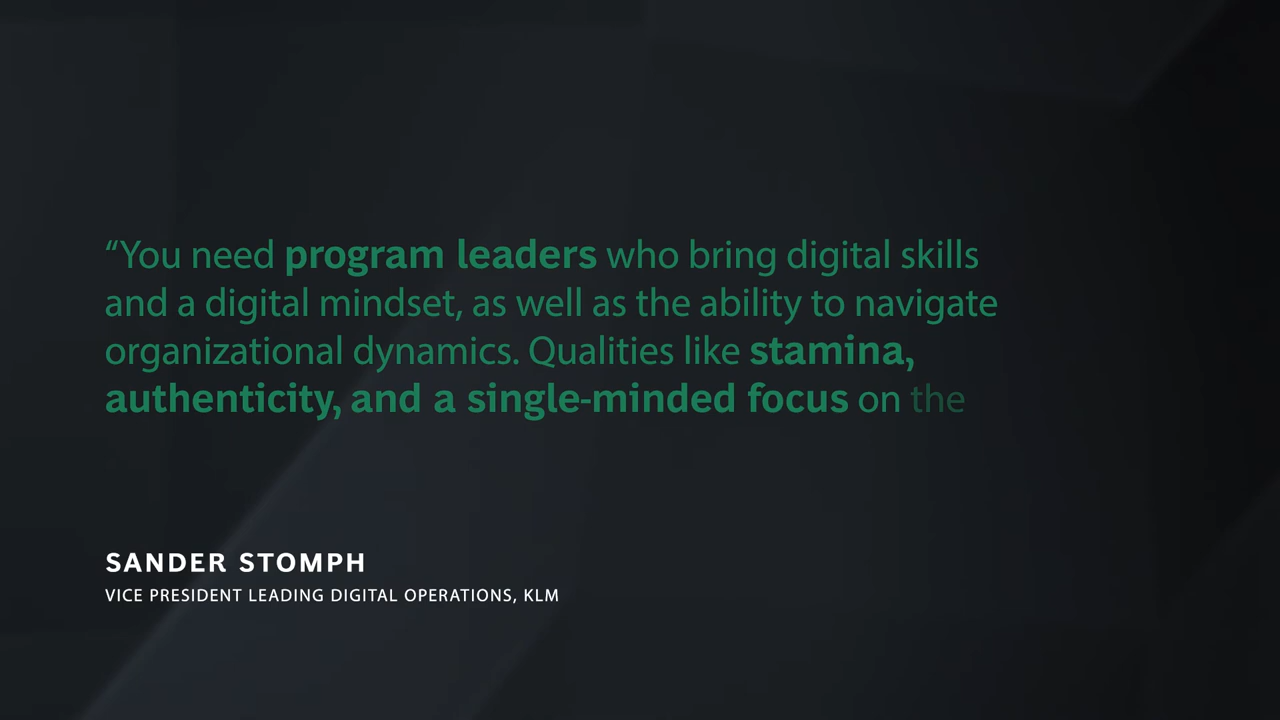 “You need program leaders who bring digital skills
and a digital mindset, as well as the ability to navigate
organizational dynamics. Qualities like stamina,
authenticity, and a single-minded focus on the
SANDER STOMPH
VICE PRESIDENT LEADING DIGITAL OPERATIONS, KLM